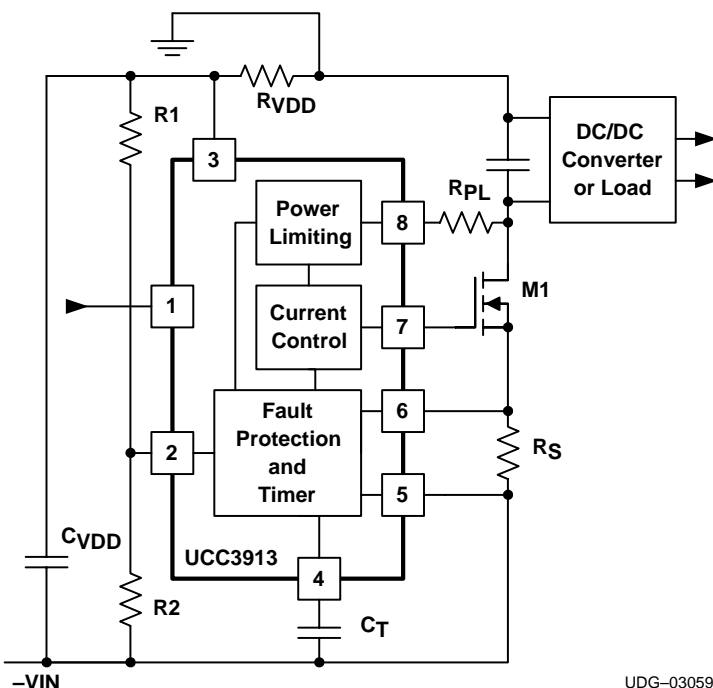 R1
RVDD
3
DC/DC
Converter
or Load
RPL
Power
Limiting
8
M1
1
Current
Control
7
Fault
Protection
and
Timer
6
2
RS
5
CVDD
UCC3913
4
R2
CT
–VIN
UDG–03059